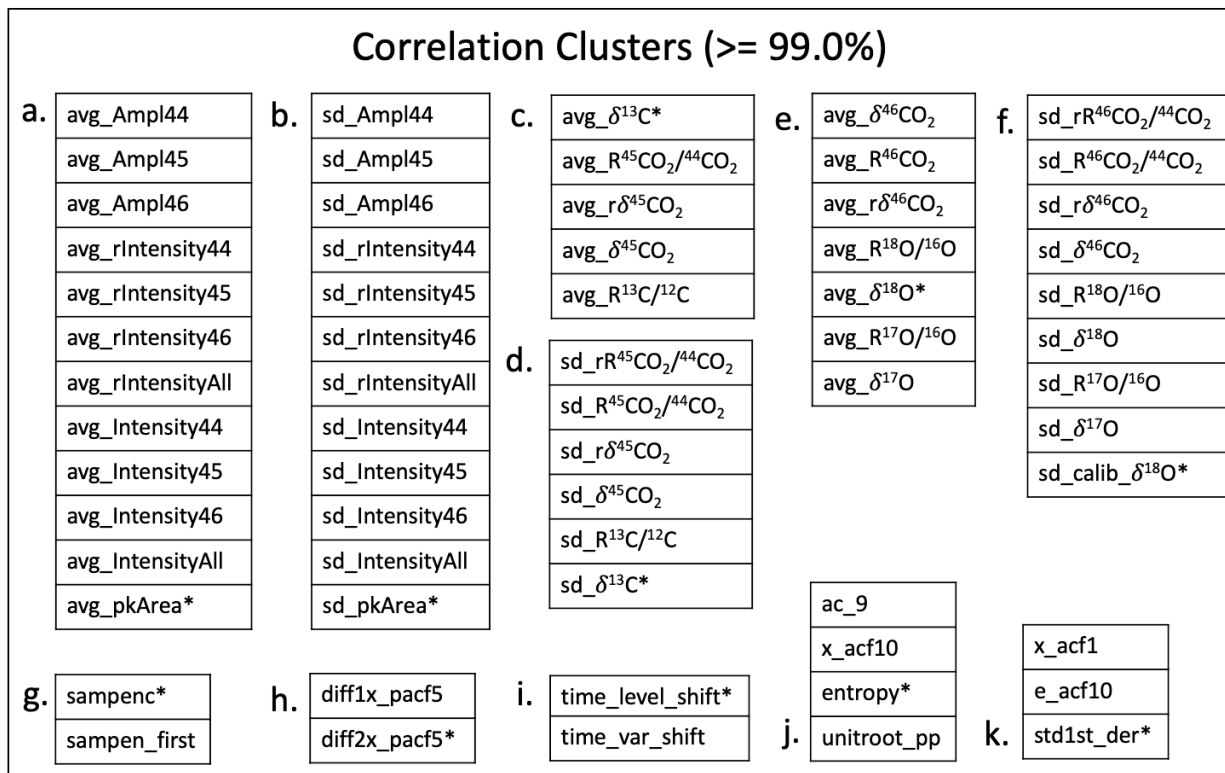 Correlation Clusters (>= 99.0%)
a.
avg_Ampl44
avg_Ampl45
avg_Ampl46
avg_rIntensity44
avg_rIntensity45
avg_rIntensity46
avg_rIntensityAll
avg_Intensity44
avg_Intensity45
avg_Intensity46
avg_IntensityAll
avg_pkArea*
b.
sd_Ampl44
sd_Ampl45
sd_Ampl46
sd_rIntensity44
sd_rIntensity45
sd_rIntensity46
sd_rIntensityAll
sd_Intensity44
sd_Intensity45
sd_Intensity46
sd_IntensityAll
sd_pkArea*
c.
avg_δ¹³C*
avg_R⁴⁵CO₂/⁴⁴CO₂
avg_rδ⁴⁵CO₂
avg_δ⁴⁵CO₂
avg_R¹³C/¹²C
d.
sd_rR⁴⁵CO₂/⁴⁴CO₂
sd_R⁴⁵CO₂/⁴⁴CO₂
sd_rδ⁴⁵CO₂
sd_δ⁴⁵CO₂
sd_R¹³C/¹²C
sd_δ¹³C*
e.
avg_δ⁴⁶CO₂
avg_R⁴⁶CO₂
avg_rδ⁴⁶CO₂
avg_R¹⁸O/¹⁶O
avg_δ¹⁸O*
avg_R¹⁷O/¹⁶O
avg_δ¹⁷O
f.
sd_rR⁴⁶CO₂/⁴⁴CO₂
sd_R⁴⁶CO₂/⁴⁴CO₂
sd_rδ⁴⁶CO₂
sd_δ⁴⁶CO₂
sd_R¹⁸O/¹⁶O
sd_δ¹⁸O
sd_R¹⁷O/¹⁶O
sd_δ¹⁷O
sd_calib_δ¹⁸O*
g.
sampenc*
sampen_first
h.
diff1x_pacf5
diff2x_pacf5*
i.
time_level_shift*
time_var_shift
j.
ac_9
x_acf10
entropy*
unitroot_pp
k.
x_acf1
e_acf10
std1st_der*